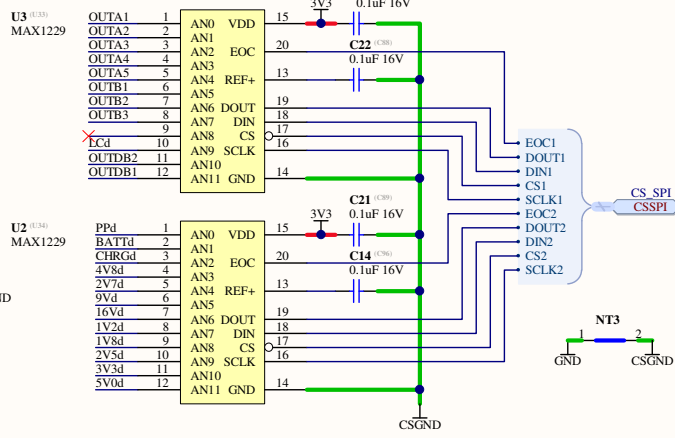 U3 (U33)
MAX1229
OUTA1 1 AN0 VDD 15 3V3 0.1uF 16V
OUTA2 2 AN1
OUTA3 3 AN2 EOC 20 C22 (C88)
OUTA4 4 AN3 0.1uF 16V
OUTA5 5 AN4 REF+ 13
OUTB1 6 AN5
OUTB2 7 AN6 DOUT 19
OUTB3 8 AN7 DIN 18
9 AN8 CS 17
LCd 10 AN9 SCLK 16
OUTDB2 11 AN10
OUTDB1 12 AN11 GND 14
EOC1
DOUT1
DIN1
CS1
SCLK1
EOC2
DOUT2
DIN2
CS2
SCLK2
CS_SPI
CSSPI
U2 (U34)
MAX1229
C21 (C89)
PPd 1 AN0 VDD 15 3V3 0.1uF 16V
BATTd 2 AN1
CHRGd 3 AN2 EOC 20 C14 (C96)
4V8d 4 AN3 0.1uF 16V
2V7d 5 AN4 REF+ 13
9Vd 6 AN5
16Vd 7 AN6 DOUT 19
1V2d 8 AN7 DIN 18
1V8d 9 AN8 CS 17
2V5d 10 AN9 SCLK 16
3V3d 11 AN10
5V0d 12 AN11 GND 14
CSGND
NT3
1 2
GND CSGND